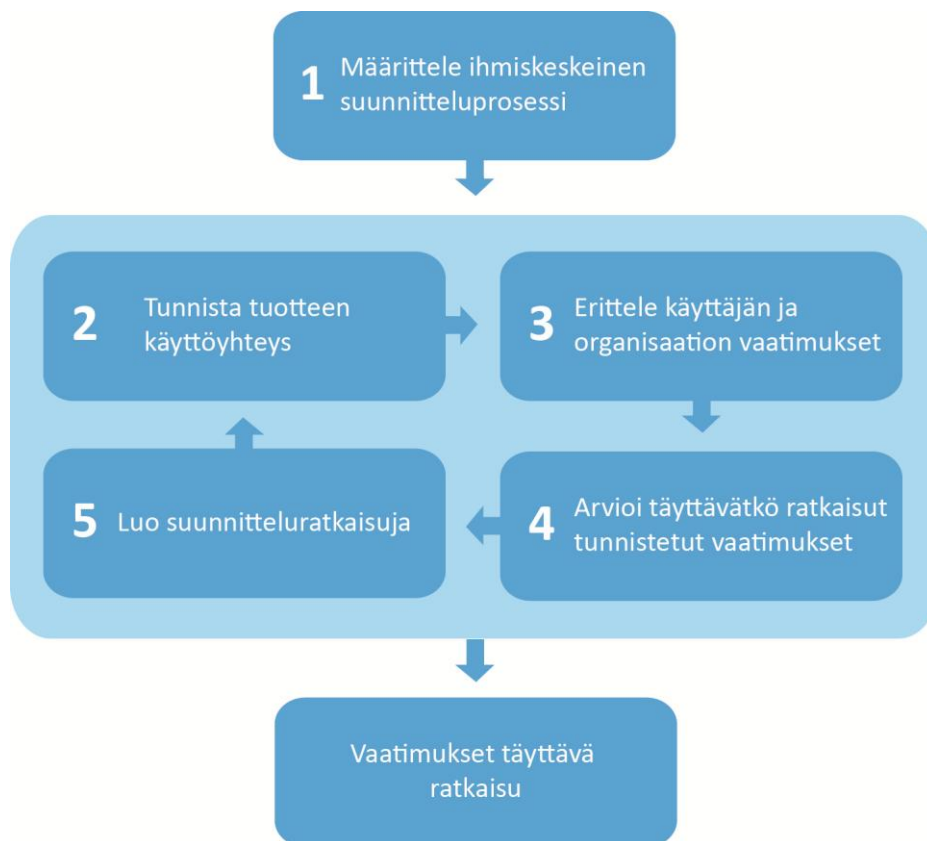 1 Määrittele ihmiskeskeinen
suunnitteluprosessi
2 Tunnista tuotteen
käyttöyhteys
3 Erittele käyttäjän ja
organisaation vaatimukset
4 Arvioi täyttävätkö ratkaisut
tunnistetut vaatimukset
5 Luo suunnitteluratkaisuja
Vaatimukset täyttävä
ratkaisu